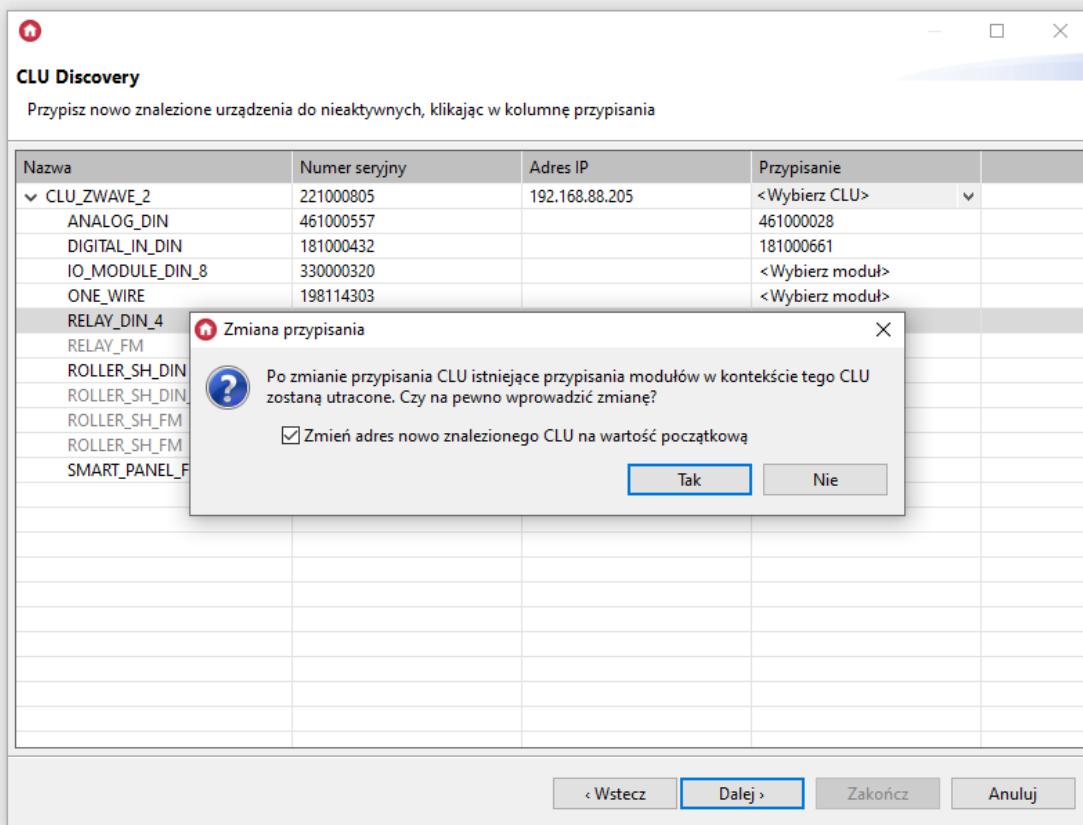 CLU Discovery
Przypisz nowo znalezione urządzenia do nieaktywnych, klikając w kolumnę przypisania
Nazwa Numer seryjny Adres IP Przypisanie
CLU_ZWAVE_2 221000805 192.168.88.205 <Wybierz CLU>
ANALOG_DIN 461000557 461000028
DIGITAL_IN_DIN 181000432 181000661
IO_MODULE_DIN_8 330000320 <Wybierz moduł>
ONE_WIRE 198114303 <Wybierz moduł>
RELAY_DIN_4
RELAY_FM
ROLLER_SH_DIN
ROLLER_SH_DIN_
ROLLER_SH_FM
ROLLER_SH_FM
SMART_PANEL_F
Zmiana przypisania
Po zmianie przypisania CLU istniejące przypisania modułów w kontekście tego CLU
zostaną utracone. Czy na pewno wprowadzić zmianę?
Zmień adres nowo znalezionego CLU na wartość początkową
Tak Nie
‹ Wstecz Dalej › Zakończ Anuluj